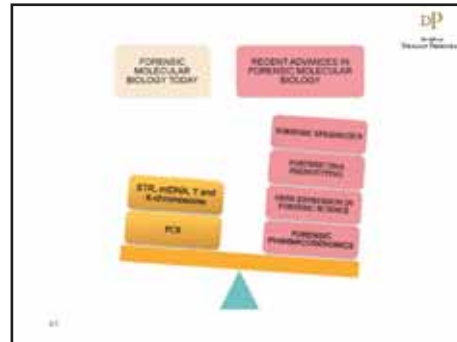 DP
FORENSIC
MOLECULAR
BIOLOGY TODAY
RECENT ADVANCES IN
FORENSIC MOLECULAR
BIOLOGY
STR, mtDNA, Y and
X-chromosome
PCR
FORENSIC EPIGENETICS
FORENSIC DNA
PHENOTYPING
GENE EXPRESSION IN
FORENSIC SCIENCE
FORENSIC
PHARMACOGENOMICS